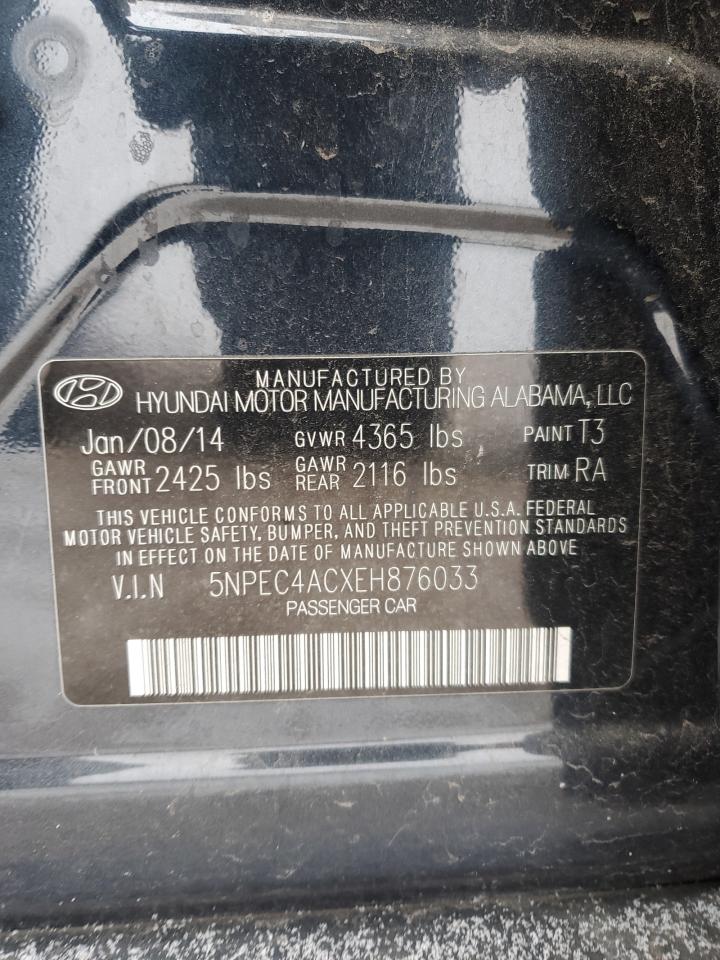 MANUFACTURED BY
HYUNDAI MOTOR MANUFACTURING ALABAMA, LLC
Jan/08/14 GVWR 4365 lbs PAINT T3
GAWR FRONT 2425 lbs GAWR REAR 2116 lbs TRIM RA
THIS VEHICLE CONFORMS TO ALL APPLICABLE U.S.A. FEDERAL
MOTOR VEHICLE SAFETY, BUMPER, AND THEFT PREVENTION STANDARDS
IN EFFECT ON THE DATE OF MANUFACTURE SHOWN ABOVE
V.I.N 5NPEC4ACXEH876033
PASSENGER CAR